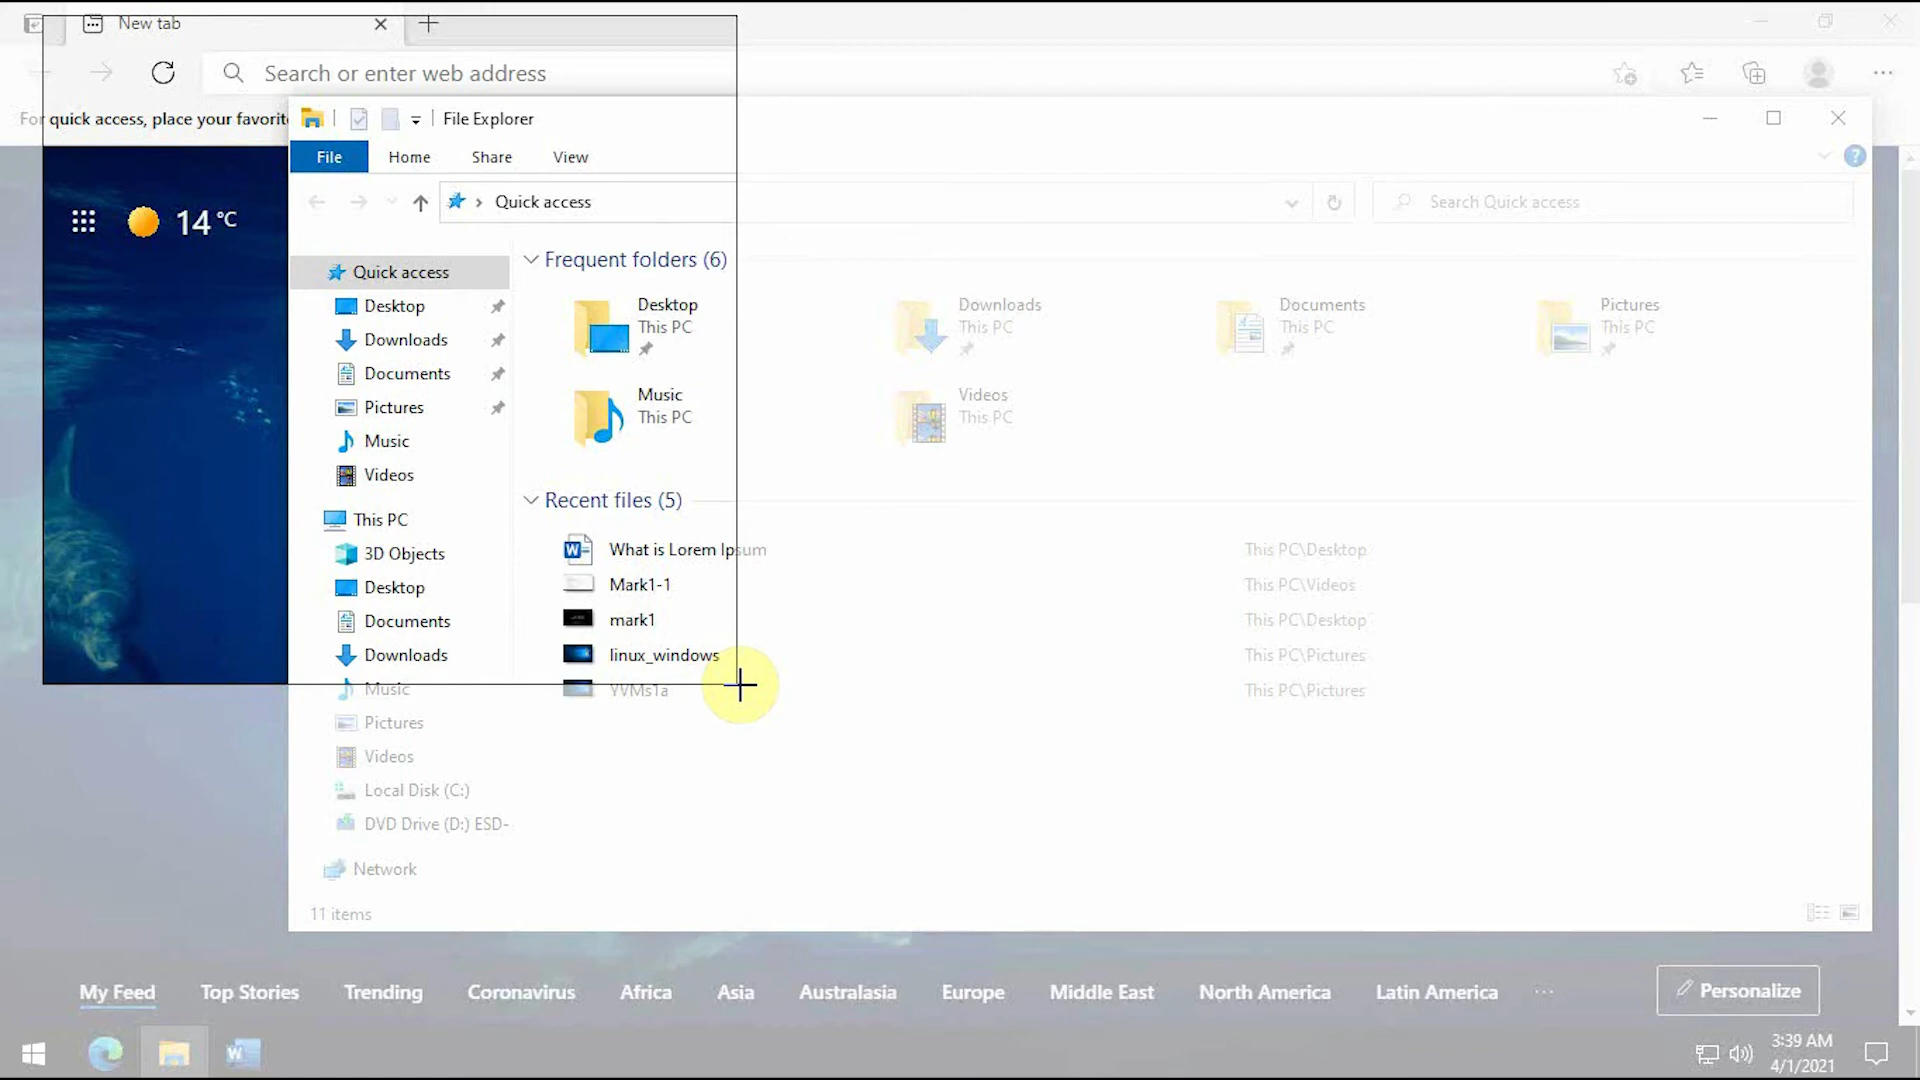 New tab
Search or enter web address
For quick access, place your favorit
File Explorer
File Home Share View
Quick access
Search Quick access
14 °C
Quick access
Desktop
Downloads
Documents
Pictures
Music
Videos
This PC
3D Objects
Desktop
Documents
Downloads
Music
Pictures
Videos
Local Disk (C:)
DVD Drive (D:) ESD-
Network
Frequent folders (6)
Desktop
This PC
Downloads
This PC
Documents
This PC
Pictures
This PC
Music
This PC
Videos
This PC
Recent files (5)
What is Lorem Ipsum This PC\Desktop
Mark1-1 This PC\Videos
mark1 This PC\Desktop
linux_windows This PC\Pictures
This PC\Pictures
11 items
My Feed Top Stories Trending Coronavirus Africa Asia Australasia Europe Middle East North America Latin America ... Personalize
3:39 AM
4/1/2021